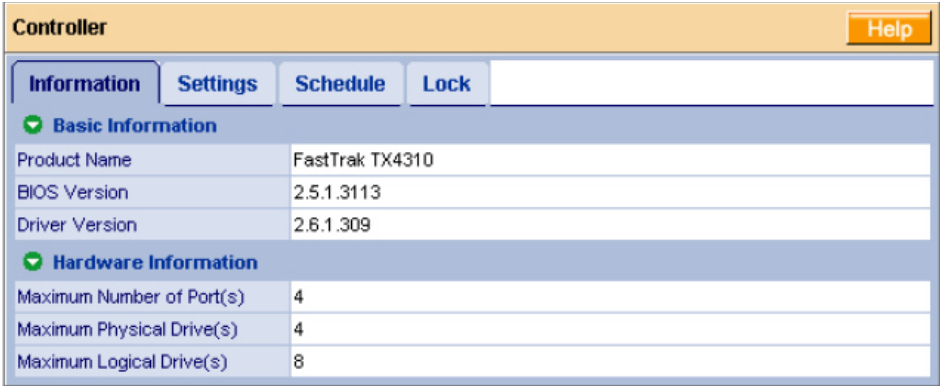 Controller Help
Information Settings Schedule Lock
Basic Information
Product Name FastTrak TX4310
BIOS Version 2.5.1.3113
Driver Version 2.6.1.309
Hardware Information
Maximum Number of Port(s) 4
Maximum Physical Drive(s) 4
Maximum Logical Drive(s) 8